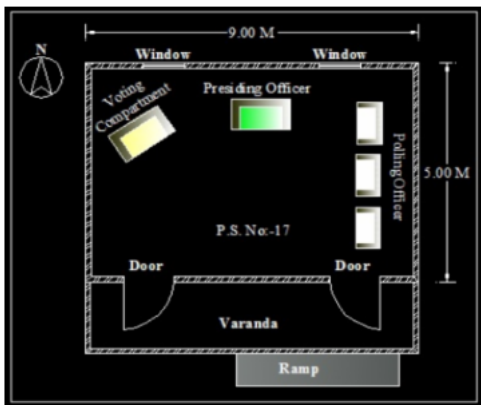 9.00 M
N
Window
Window
Voting
Compartment
Presiding Officer
Polling Officer
5.00 M
P.S. No:-17
Door
Door
Varanda
Ramp